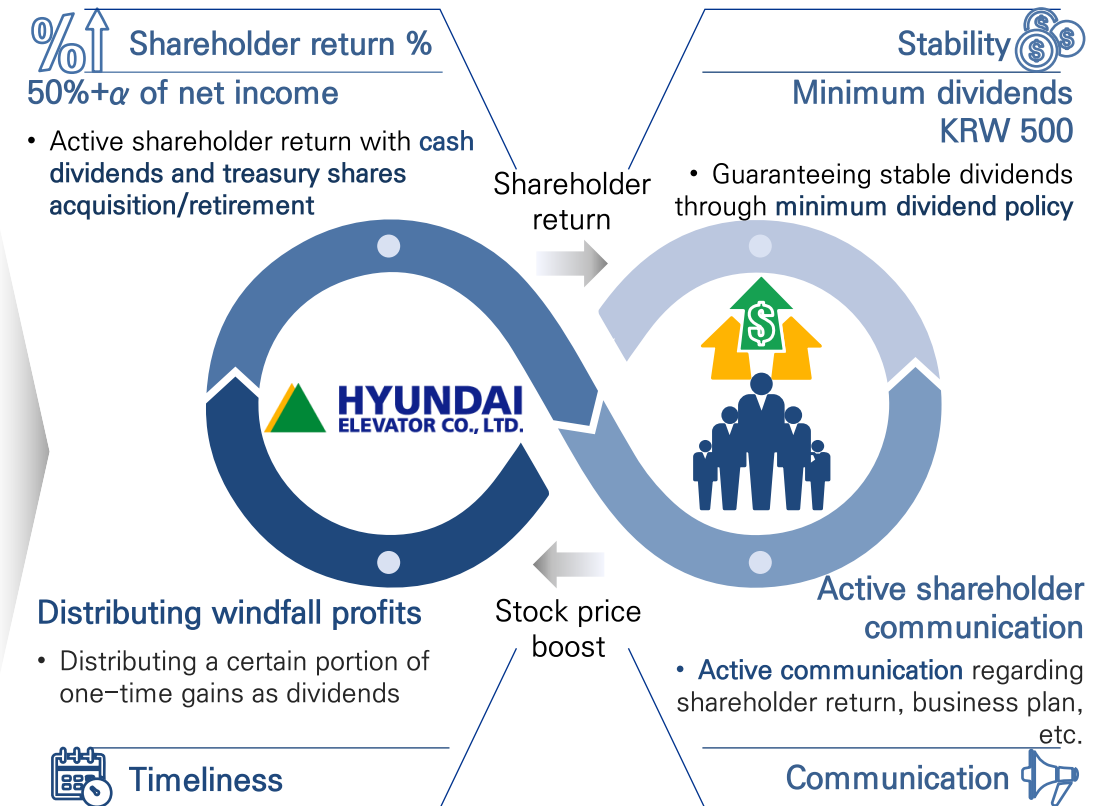 Shareholder return %
50%+α of net income
• Active shareholder return with cash
dividends and treasury shares
acquisition/retirement
Stability
Minimum dividends
KRW 500
• Guaranteeing stable dividends
through minimum dividend policy
Shareholder
return
HYUNDAI
ELEVATOR CO., LTD.
$
Stock price
boost
Distributing windfall profits
• Distributing a certain portion of
one-time gains as dividends
Timeliness
Active shareholder
communication
• Active communication regarding
shareholder return, business plan,
etc.
Communication